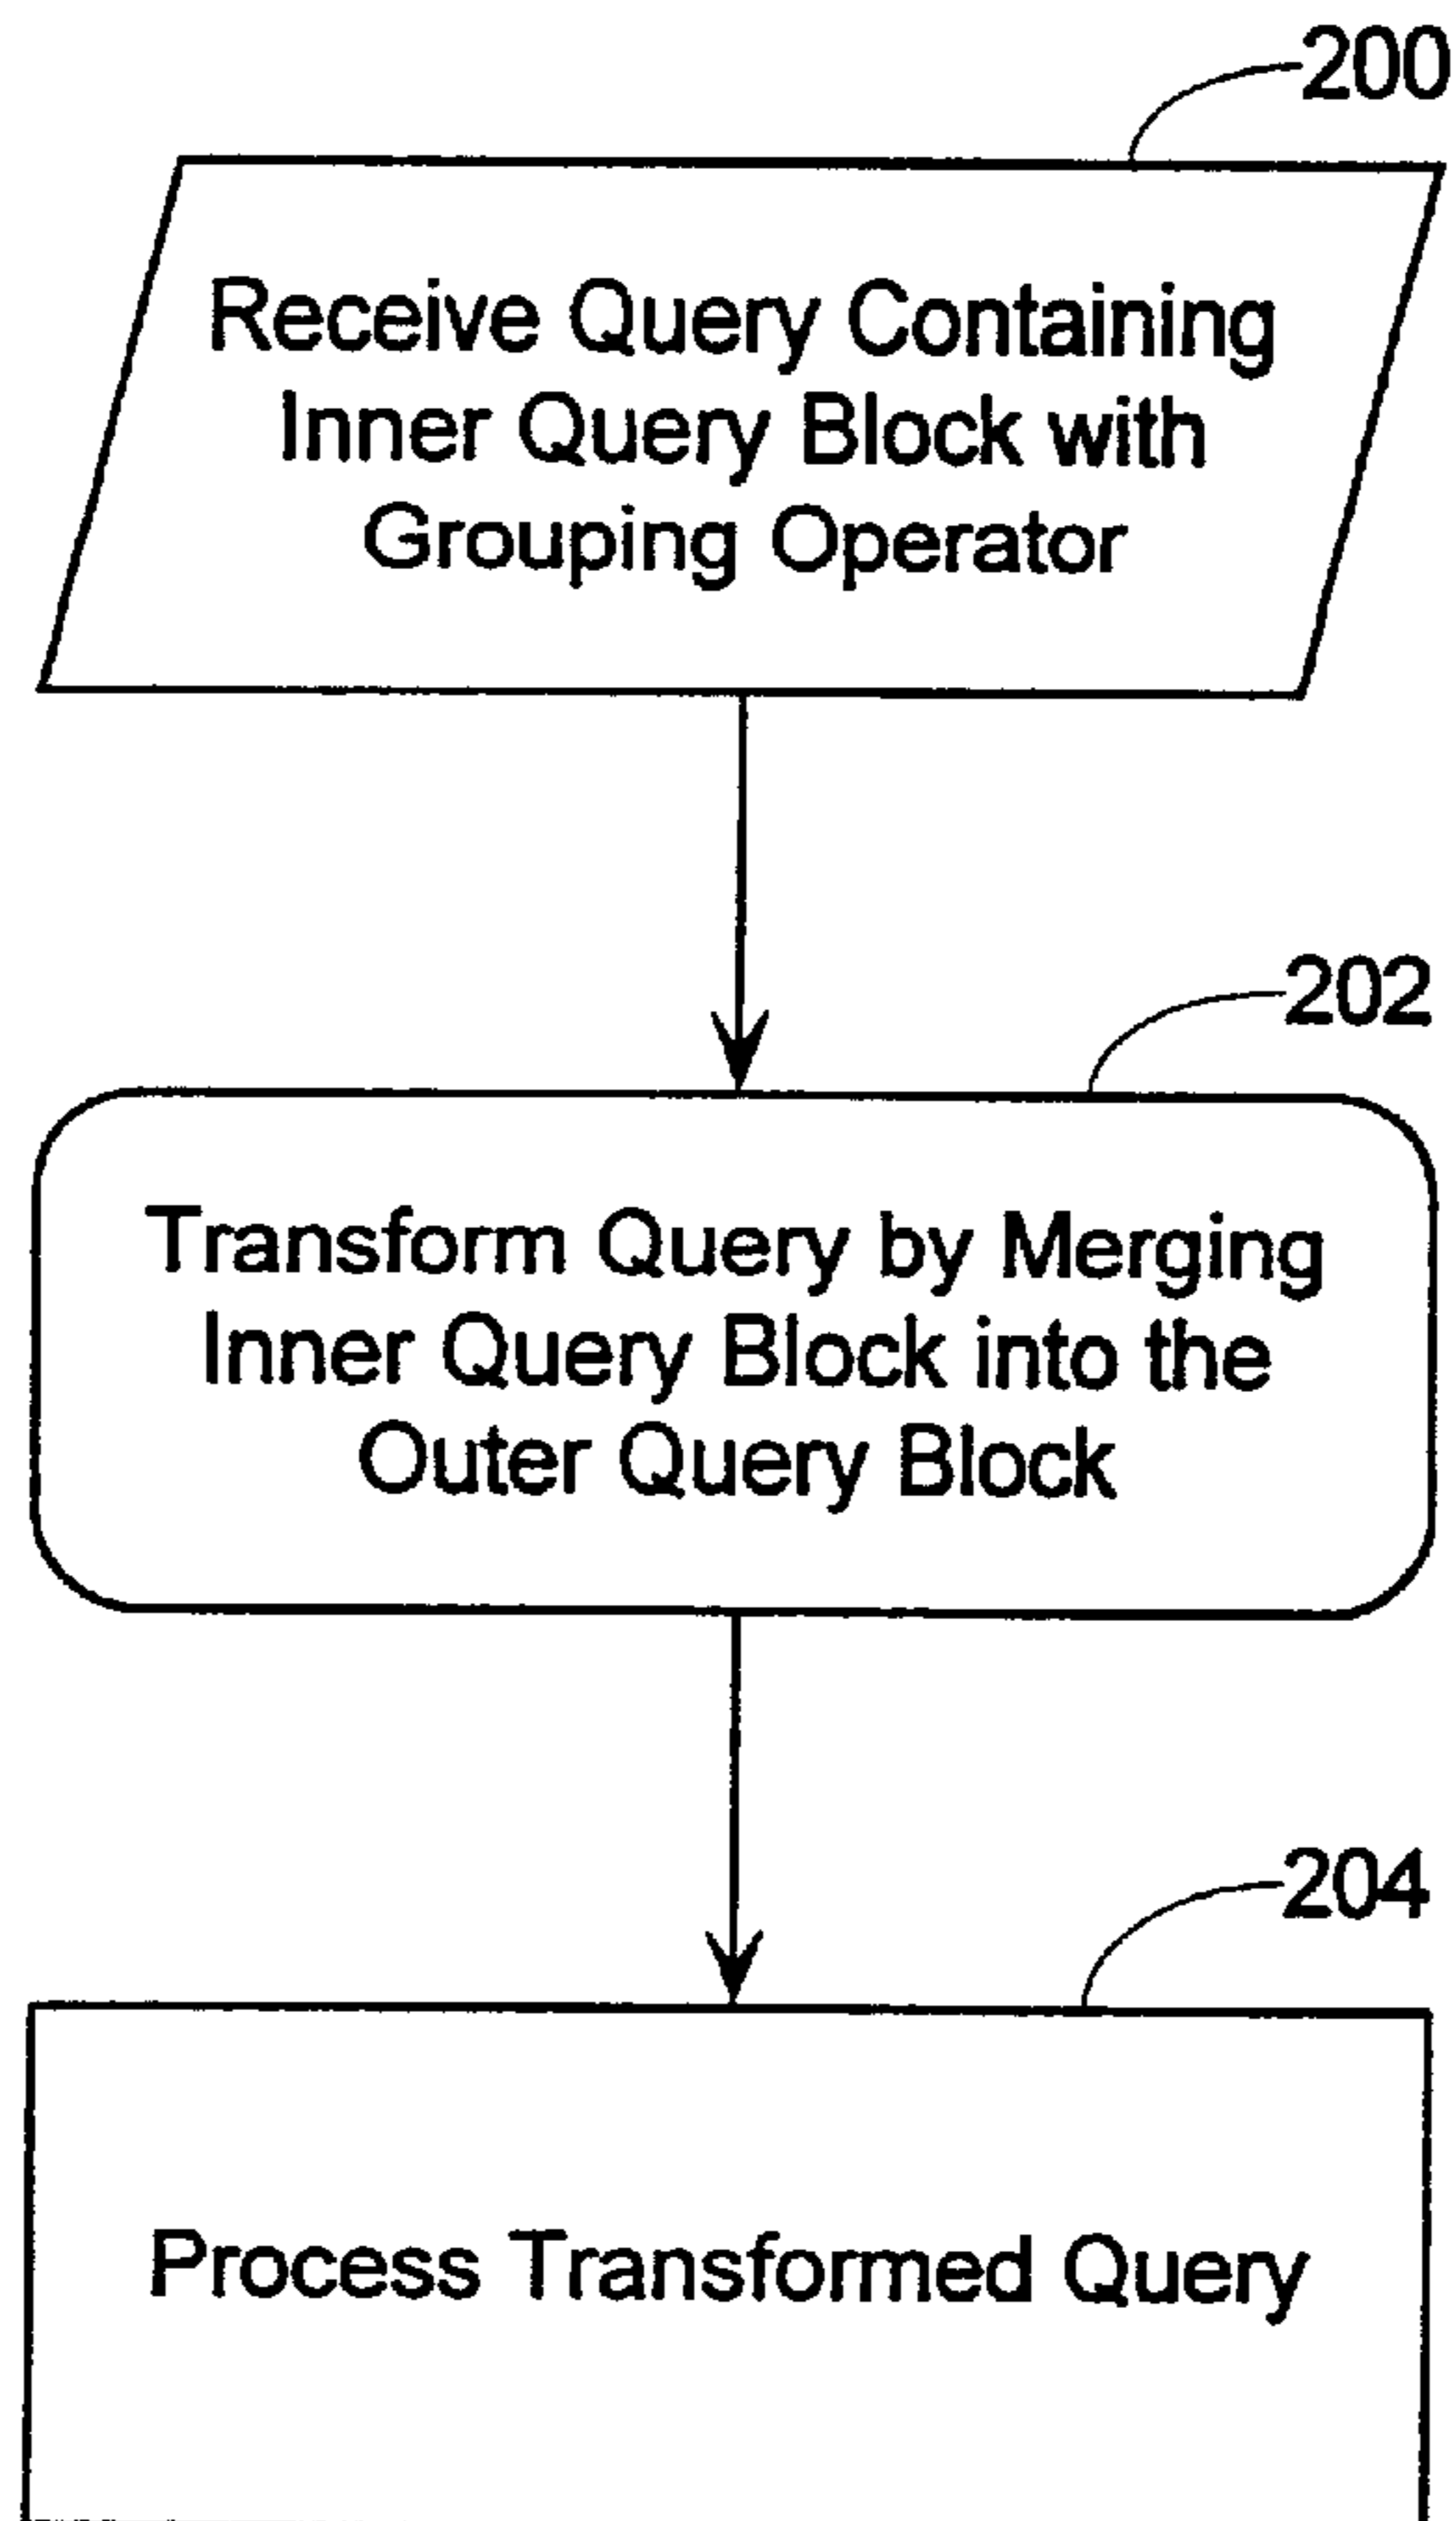 200
Receive Query Containing
Inner Query Block with
Grouping Operator
202
Transform Query by Merging
Inner Query Block into the
Outer Query Block
204
Process Transformed Query